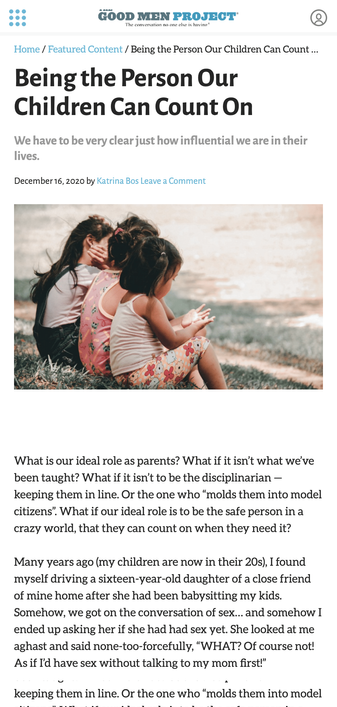 GOOD MEN PROJECT
"The conversation no one else is having"
Home / Featured Content / Being the Person Our Children Can Count ...
Being the Person Our
Children Can Count On
We have to be very clear just how influential we are in their
lives.
December 16, 2020 by Katrina Bos Leave a Comment
What is our ideal role as parents? What if it isn’t what we’ve
been taught? What if it isn’t to be the disciplinarian —
keeping them in line. Or the one who “molds them into model
citizens”. What if our ideal role is to be the safe person in a
crazy world, that they can count on when they need it?
Many years ago (my children are now in their 20s), I found
myself driving a sixteen-year-old daughter of a close friend
of mine home after she had been babysitting my kids.
Somehow, we got on the conversation of sex… and somehow I
ended up asking her if she had had sex yet. She looked at me
aghast and said none-too-forcefully, “WHAT? Of course not!
As if I’d have sex without talking to my mom first!”
keeping them in line. Or the one who “molds them into model